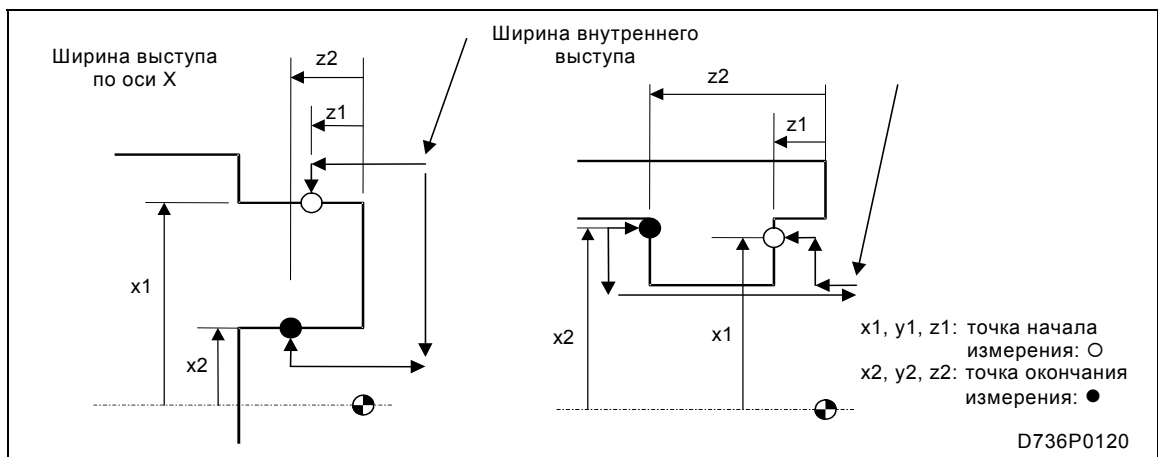 Ширина выступа
по оси X
z2
z1
x1
x2
Ширина внутреннего
выступа
z2
z1
x2
x1
x1, y1, z1: точка начала
измерения: ○
x2, y2, z2: точка окончания
измерения: ●
D736P0120